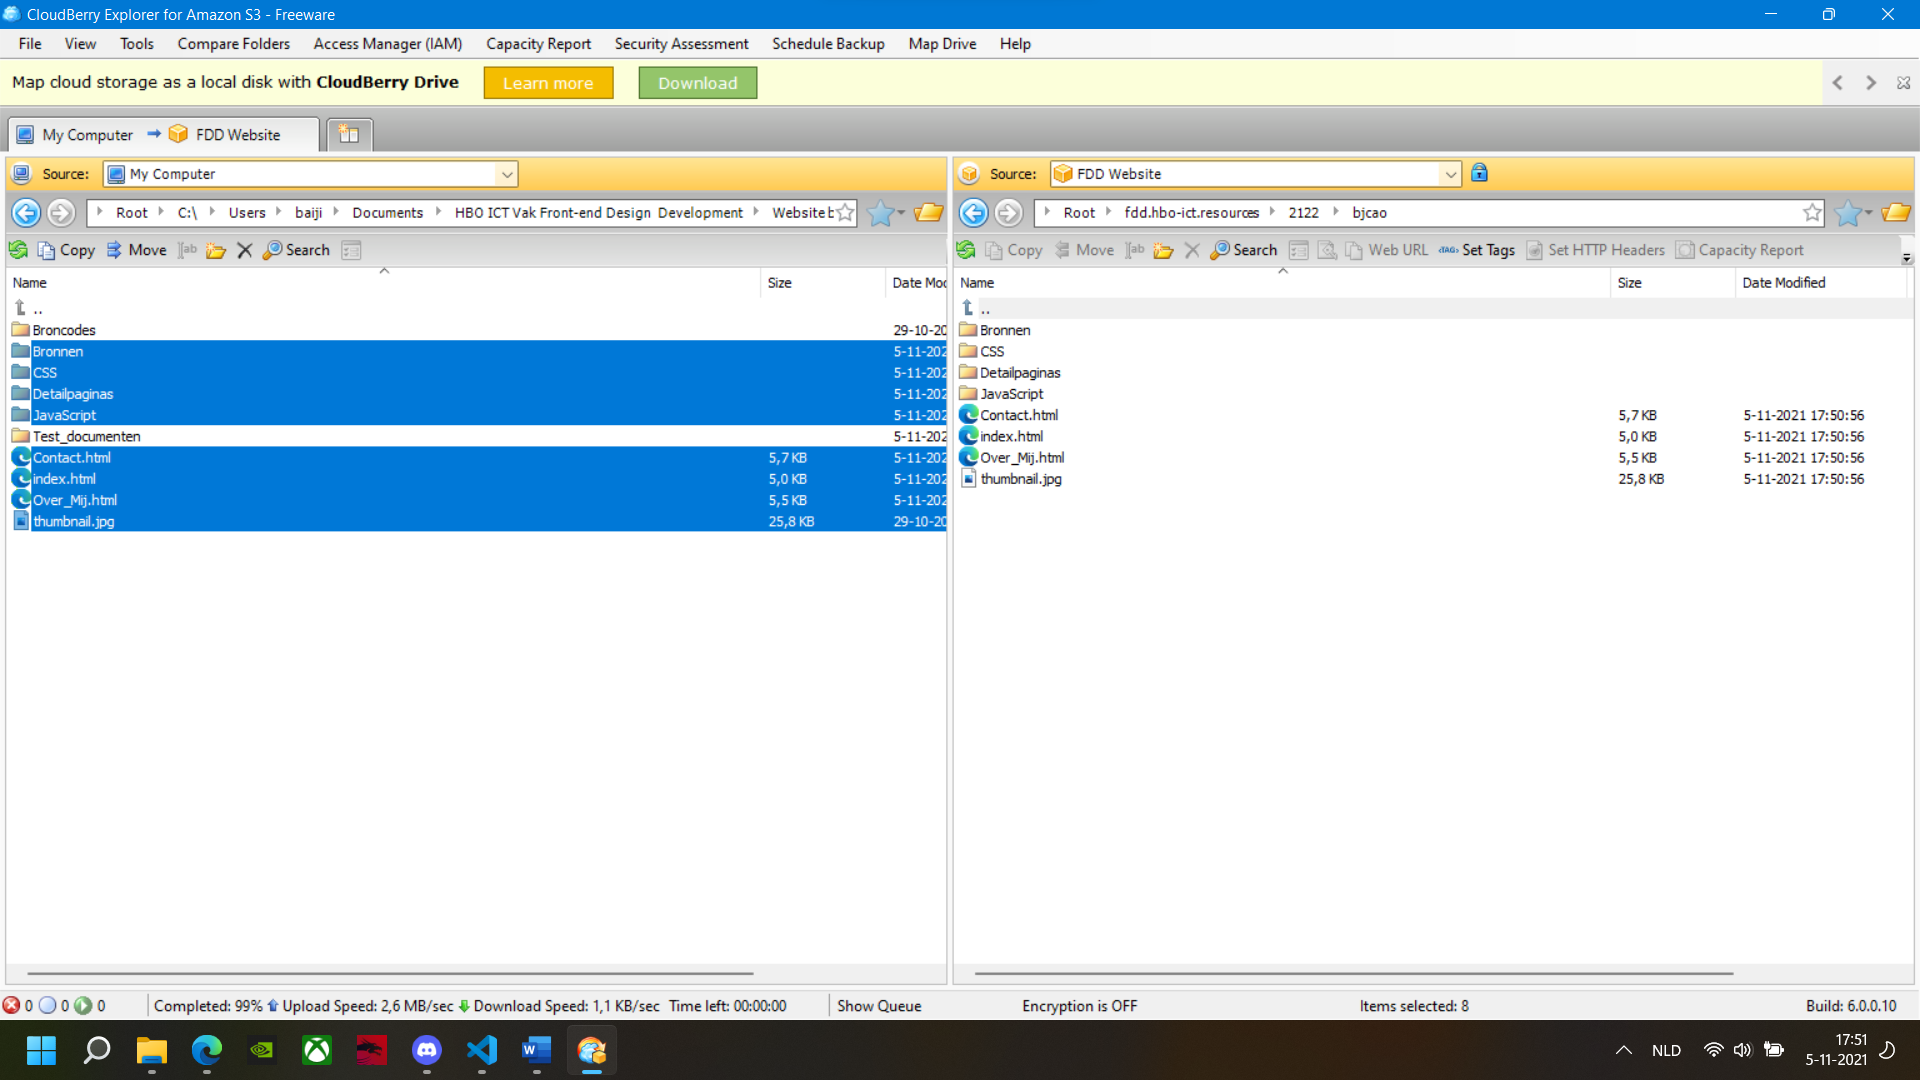 CloudBerry Explorer for Amazon S3 - Freeware
File View Tools Compare Folders Access Manager (IAM) Capacity Report Security Assessment Schedule Backup Map Drive Help
Map cloud storage as a local disk with CloudBerry Drive Learn more Download
My Computer FDD Website
Source: My Computer
Root C:\ Users baiji Documents HBO ICT Vak Front-end Design Development Website b
Copy Move Search
Name Size Date Mod
..
Broncodes 29-10-20
Bronnen 5-11-202
CSS 5-11-202
Detailpaginas 5-11-202
JavaScript 5-11-202
Test_documenten 5-11-202
Contact.html 5,7 KB 5-11-202
index.html 5,0 KB 5-11-202
Over_Mij.html 5,5 KB 5-11-202
thumbnail.jpg 25,8 KB 29-10-20
Source: FDD Website
Root fdd.hbo-ict.resources 2122 bjcao
Copy Move Search Web URL TAG Set Tags Set HTTP Headers Capacity Report
Name Size Date Modified
..
Bronnen
CSS
Detailpaginas
JavaScript
Contact.html 5,7 KB 5-11-2021 17:50:56
index.html 5,0 KB 5-11-2021 17:50:56
Over_Mij.html 5,5 KB 5-11-2021 17:50:56
thumbnail.jpg 25,8 KB 5-11-2021 17:50:56
0 0 0 Completed: 99% Upload Speed: 2,6 MB/sec Download Speed: 1,1 KB/sec Time left: 00:00:00 Show Queue Encryption is OFF Items selected: 8 Build: 6.0.0.10
NLD 17:51
5-11-2021